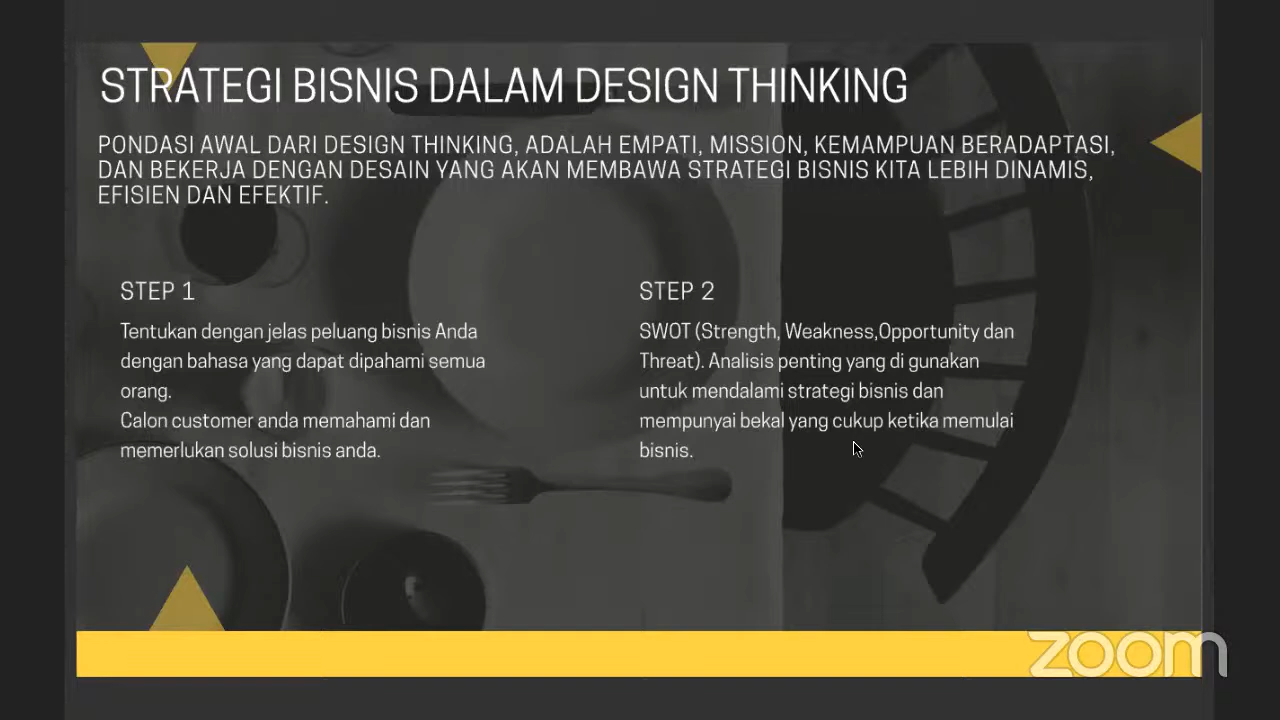 STRATEGI BISNIS DALAM DESIGN THINKING
PONDASI AWAL DARI DESIGN THINKING, ADALAH EMPATI, MISSION, KEMAMPUAN BERADAPTASI,
DAN BEKERJA DENGAN DESAIN YANG AKAN MEMBAWA STRATEGI BISNIS KITA LEBIH DINAMIS,
EFISIEN DAN EFEKTIF.
STEP 1
Tentukan dengan jelas peluang bisnis Anda
dengan bahasa yang dapat dipahami semua
orang.
Calon customer anda memahami dan
memerlukan solusi bisnis anda.
STEP 2
SWOT (Strength, Weakness,Opportunity dan
Threat). Analisis penting yang di gunakan
untuk mendalami strategi bisnis dan
mempunyai bekal yang cukup ketika memulai
bisnis.
zoom